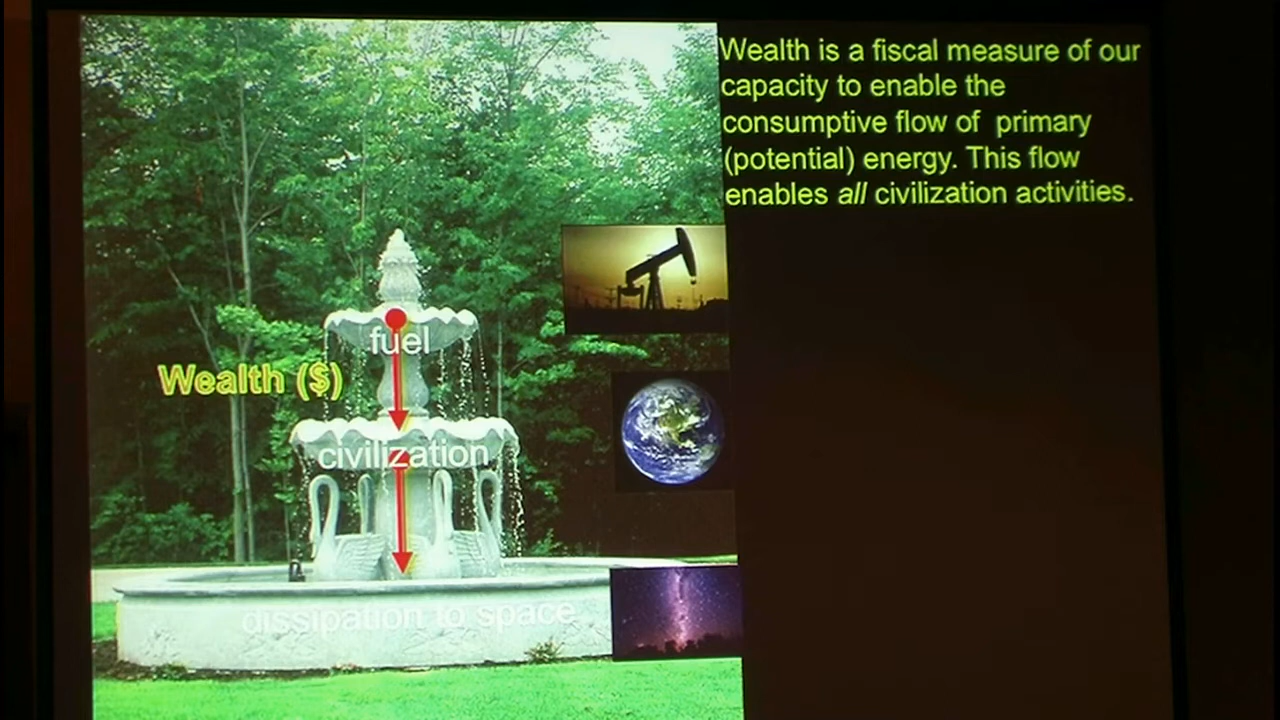 Wealth is a fiscal measure of our
capacity to enable the
consumptive flow of primary
(potential) energy. This flow
enables all civilization activities.
fuel
Wealth ($)
civilization
dissipation to space